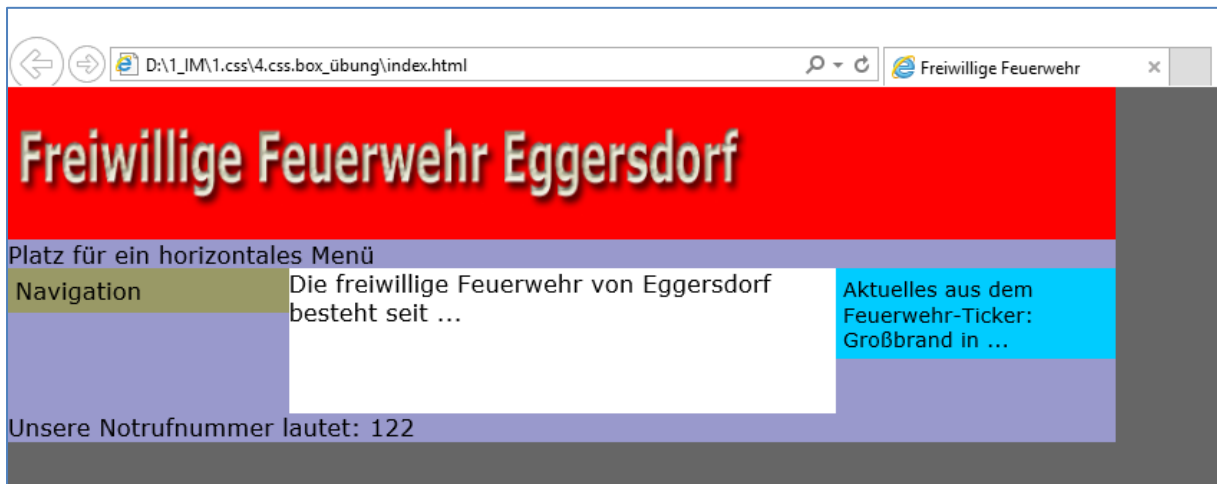 D:\1_IM\1.css\4.css.box_übung\index.html
Freiwillige Feuerwehr
Freiwillige Feuerwehr Eggersdorf
Platz für ein horizontales Menü
Navigation
Die freiwillige Feuerwehr von Eggersdorf
besteht seit ...
Aktuelles aus dem
Feuerwehr-Ticker:
Großbrand in ...
Unsere Notrufnummer lautet: 122